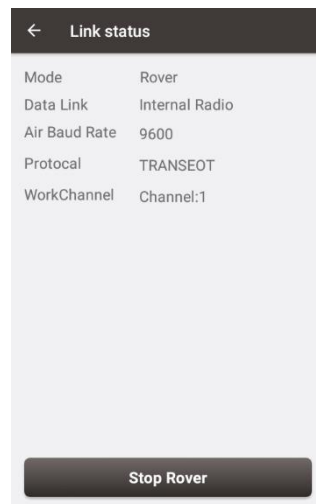 Link status
Mode Rover
Data Link Internal Radio
Air Baud Rate 9600
Protocal TRANSEOT
WorkChannel Channel:1
Stop Rover